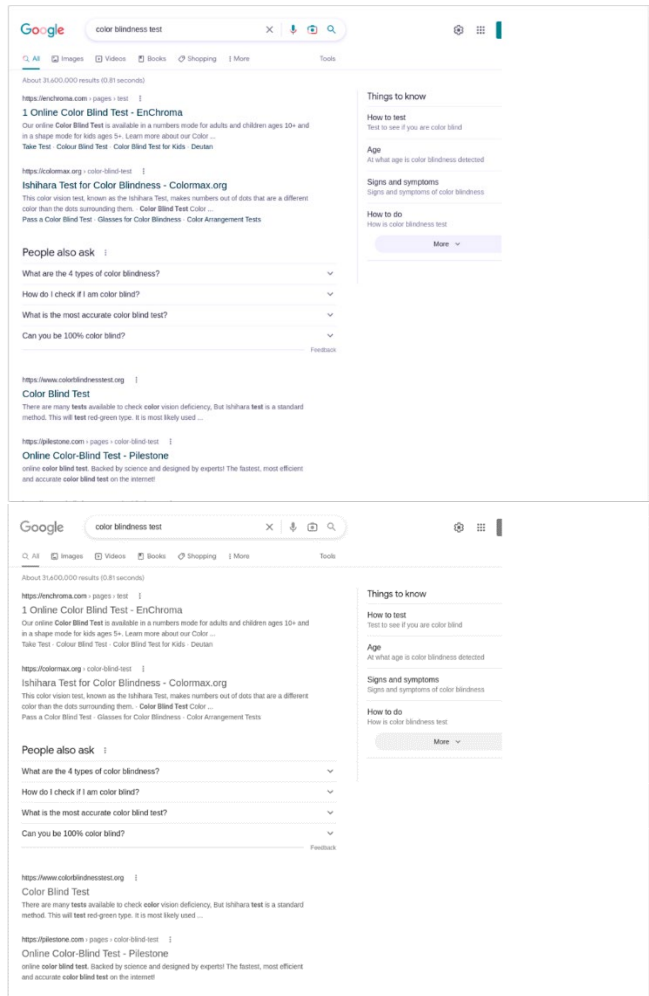 Google color blindness test
All Images Videos Books Shopping More Tools
About 31,600,000 results (0.81 seconds)
https://enchroma.com › pages › test
1 Online Color Blind Test - EnChroma
Our online Color Blind Test is available in a numbers mode for adults and children ages 10+ and
in a shape mode for kids ages 5+. Learn more about our Color ...
Take Test · Colour Blind Test · Color Blind Test for Kids · Deutan
https://colormax.org › color-blind-test
Ishihara Test for Color Blindness - Colormax.org
This color vision test, known as the Ishihara Test, makes numbers out of dots that are a different
color than the dots surrounding them. · Color Blind Test Color ...
Pass a Color Blind Test · Glasses for Color Blindness · Color Arrangement Tests
People also ask
What are the 4 types of color blindness?
How do I check if I am color blind?
What is the most accurate color blind test?
Can you be 100% color blind?
Feedback
https://www.colorblindnesstest.org
Color Blind Test
There are many tests available to check color vision deficiency, But Ishihara test is a standard
method. This will test red-green type. It is most likely used ...
https://pilestone.com › pages › color-blind-test
Online Color-Blind Test - Pilestone
online color blind test. Backed by science and designed by experts! The fastest, most efficient
and accurate color blind test on the internet!
Things to know
How to test
Test to see if you are color blind
Age
At what age is color blindness detected
Signs and symptoms
Signs and symptoms of color blindness
How to do
How is color blindness test
More
Google color blindness test
All Images Videos Books Shopping More Tools
About 31,600,000 results (0.81 seconds)
https://enchroma.com › pages › test
1 Online Color Blind Test - EnChroma
Our online Color Blind Test is available in a numbers mode for adults and children ages 10+ and
in a shape mode for kids ages 5+. Learn more about our Color ...
Take Test · Colour Blind Test · Color Blind Test for Kids · Deutan
https://colormax.org › color-blind-test
Ishihara Test for Color Blindness - Colormax.org
This color vision test, known as the Ishihara Test, makes numbers out of dots that are a different
color than the dots surrounding them. · Color Blind Test Color ...
Pass a Color Blind Test · Glasses for Color Blindness · Color Arrangement Tests
People also ask
What are the 4 types of color blindness?
How do I check if I am color blind?
What is the most accurate color blind test?
Can you be 100% color blind?
Feedback
https://www.colorblindnesstest.org
Color Blind Test
There are many tests available to check color vision deficiency, But Ishihara test is a standard
method. This will test red-green type. It is most likely used ...
https://pilestone.com › pages › color-blind-test
Online Color-Blind Test - Pilestone
online color blind test. Backed by science and designed by experts! The fastest, most efficient
and accurate color blind test on the internet!
Things to know
How to test
Test to see if you are color blind
Age
At what age is color blindness detected
Signs and symptoms
Signs and symptoms of color blindness
How to do
How is color blindness test
More